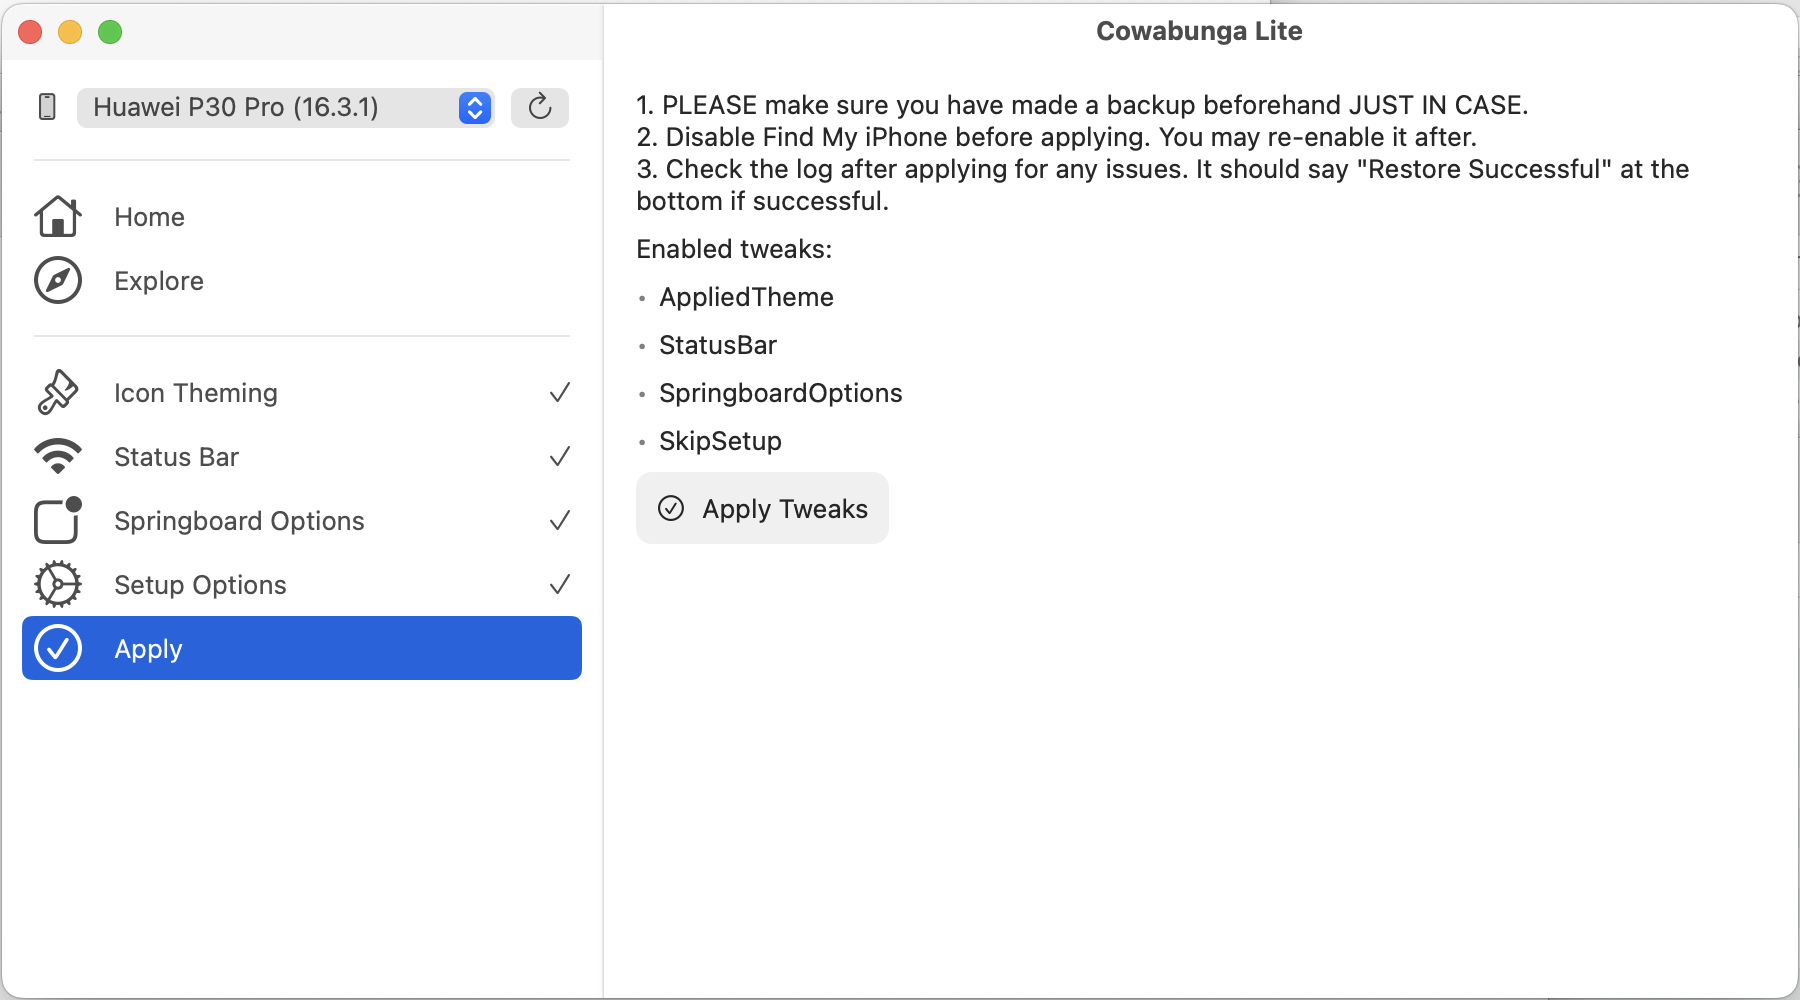 Cowabunga Lite
Huawei P30 Pro (16.3.1)
Home
Explore
Icon Theming
Status Bar
Springboard Options
Setup Options
Apply
1. PLEASE make sure you have made a backup beforehand JUST IN CASE.
2. Disable Find My iPhone before applying. You may re-enable it after.
3. Check the log after applying for any issues. It should say "Restore Successful" at the
bottom if successful.
Enabled tweaks:
• AppliedTheme
• StatusBar
• SpringboardOptions
• SkipSetup
Apply Tweaks